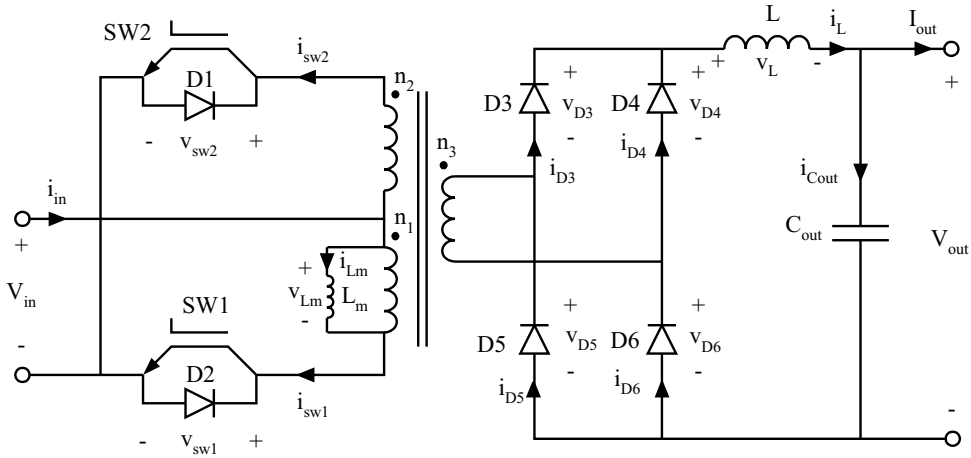 SW2
i_sw2
D1
- v_sw2 +
n_2
n_3
n_1
i_in
+
V_in
-
+
v_Lm
-
i_Lm
L_m
SW1
D2
i_sw1
- v_sw1 +
D3
+
v_D3
-
i_D3
D4
+
v_D4
-
i_D4
L
+ v_L -
i_L
I_out
+
i_Cout
C_out
V_out
-
D5
+
v_D5
-
i_D5
D6
+
v_D6
-
i_D6